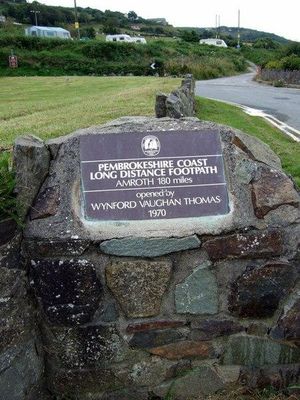 PEMBROKESHIRE COAST
LONG DISTANCE FOOTPATH
AMROTH 180 miles
opened by
WYNFORD VAUGHAN THOMAS
1970